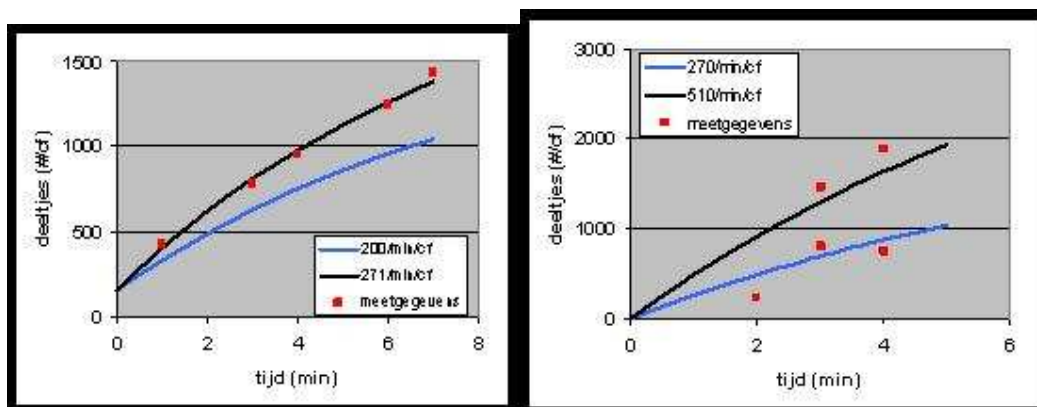 1500
1000
500
0
deeltjes (#/cf)
200/min/cf
271/min/cf
meetgegevens
0 2 4 6 8
tijd (min)
3000
2000
1000
0
deeltjes (#/cf)
270/min/cf
510/min/cf
meetgegevens
0 2 4 6
tijd (min)